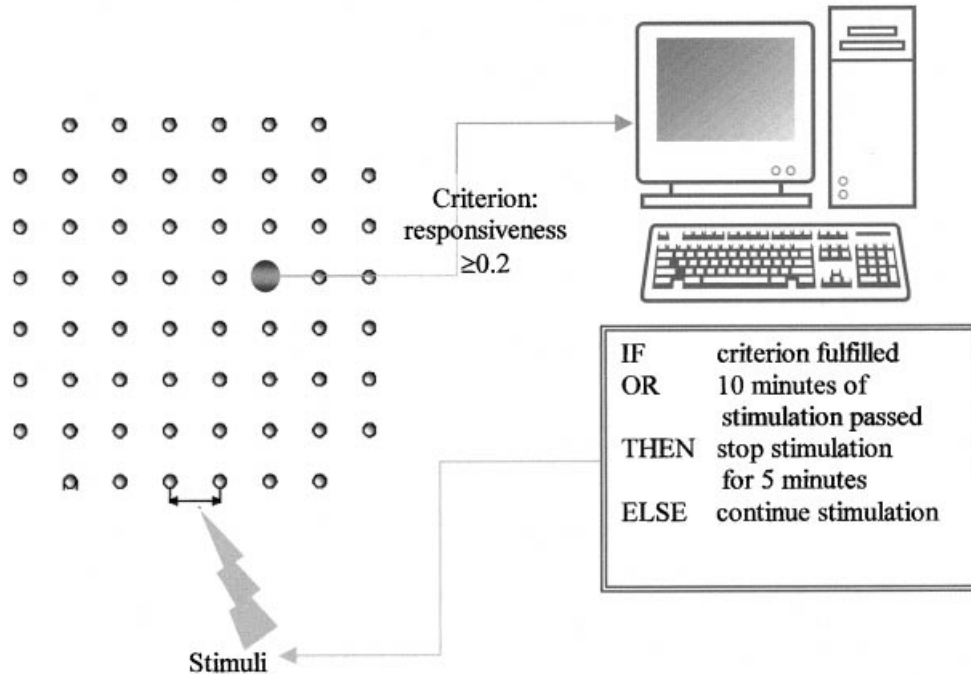 Criterion:
responsiveness
≥0.2
IF criterion fulfilled
OR 10 minutes of
stimulation passed
THEN stop stimulation
for 5 minutes
ELSE continue stimulation
Stimuli